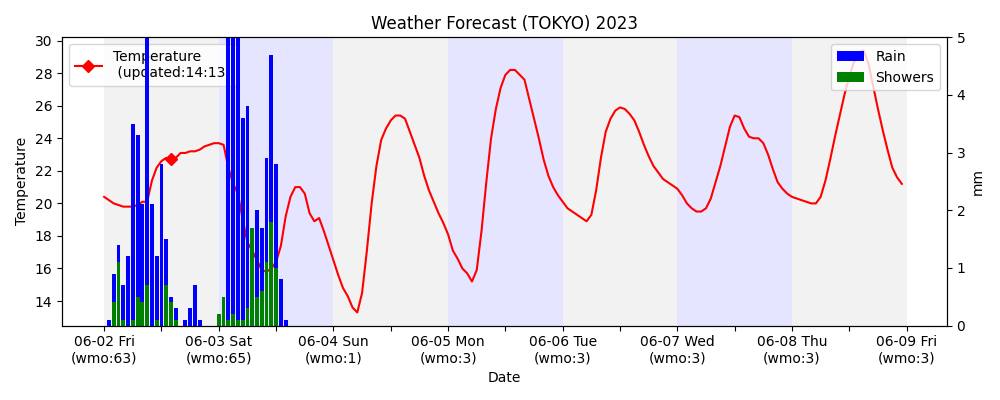 Weather Forecast (TOKYO) 2023
Temperature
(updated:14:13
Rain
Showers
30
28
26
24
22
20
18
16
14
Temperature
5
4
3
2
1
0
mm
06-02 Fri
(wmo:63)
06-03 Sat
(wmo:65)
06-04 Sun
(wmo:1)
06-05 Mon
(wmo:3)
06-06 Tue
(wmo:3)
06-07 Wed
(wmo:3)
06-08 Thu
(wmo:3)
06-09 Fri
(wmo:3)
Date